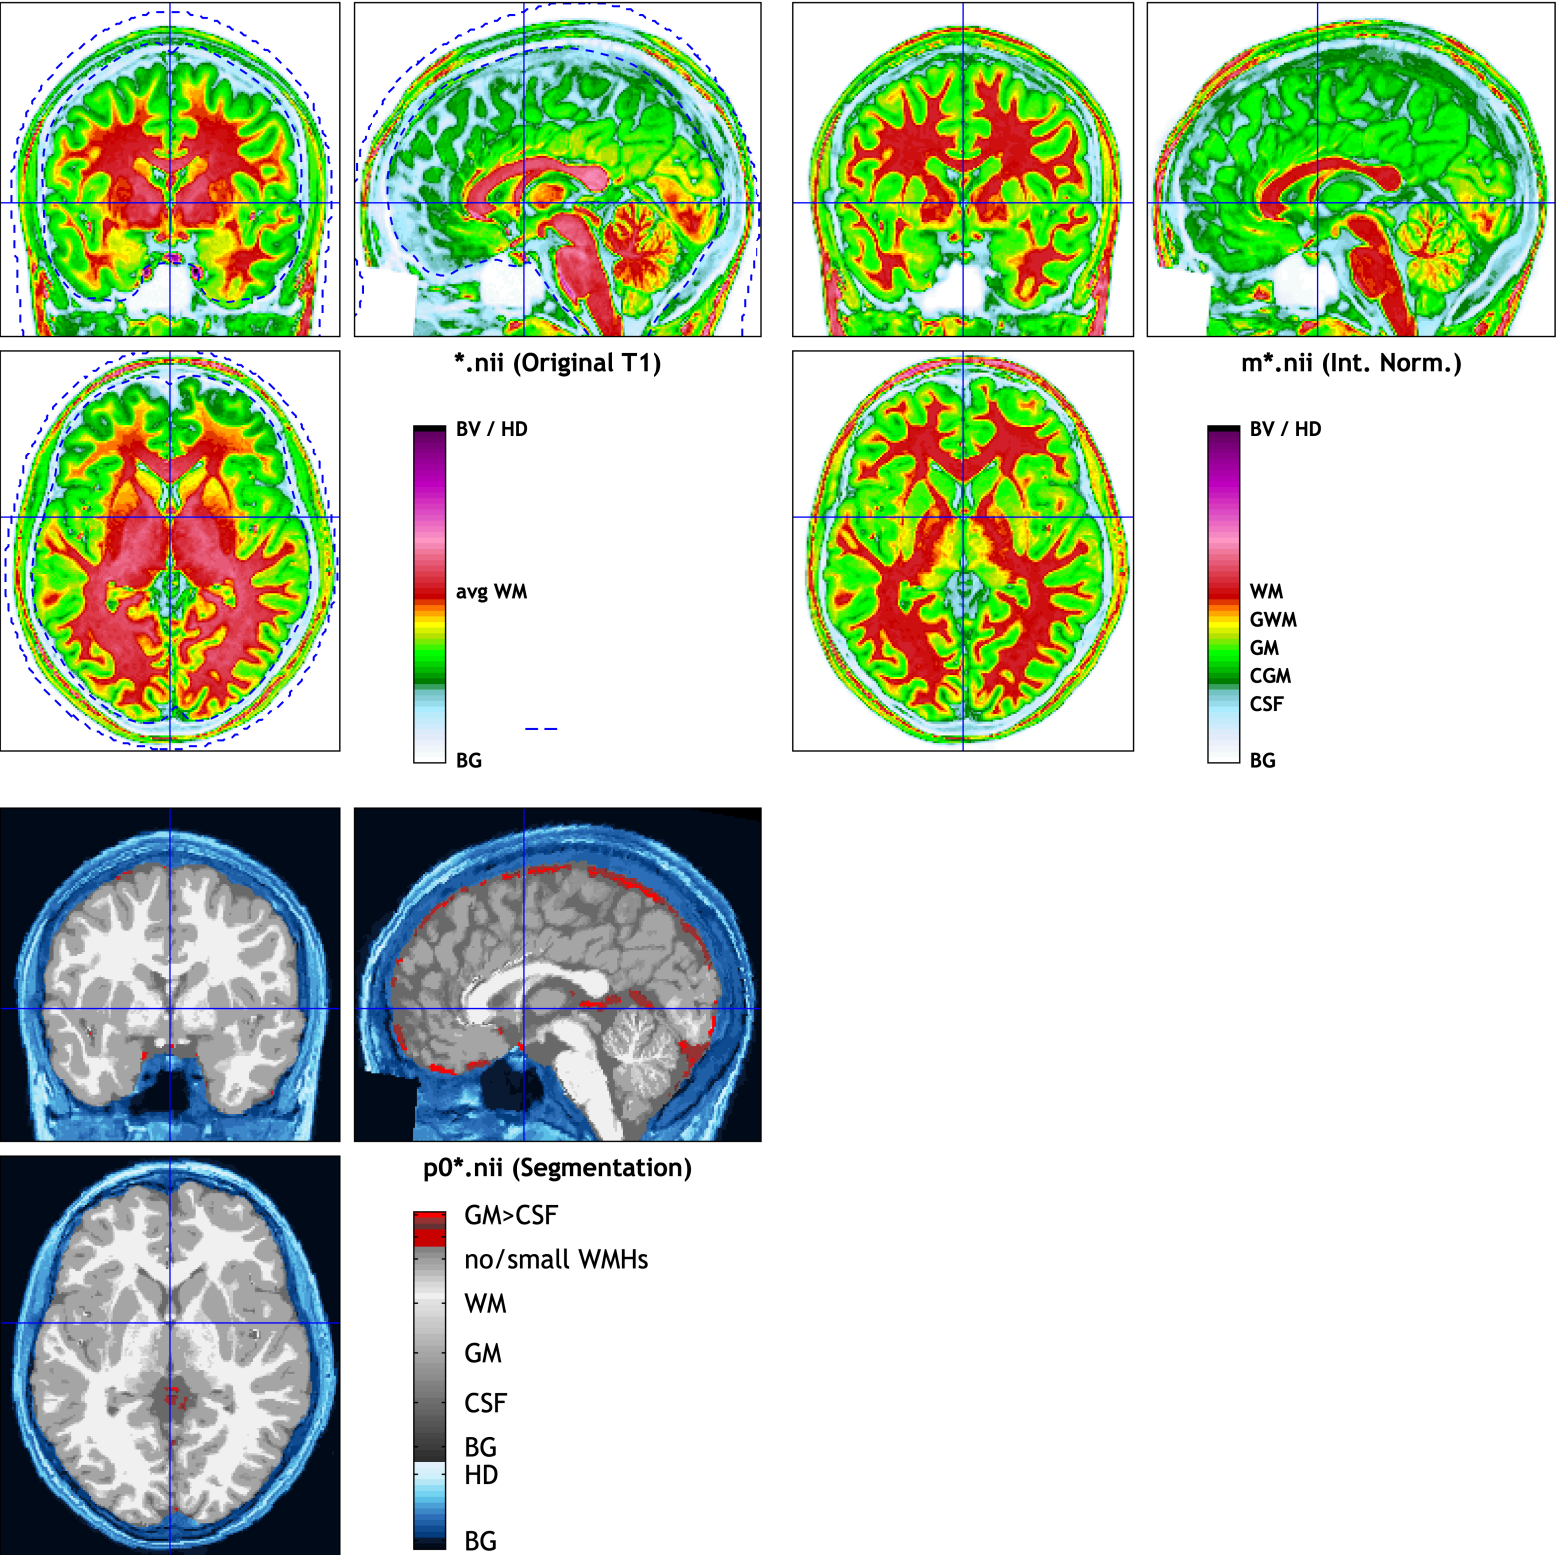 *.nii (Original T1)
BV / HD
avg WM
BG
m*.nii (Int. Norm.)
BV / HD
WM
GWM
GM
CGM
CSF
BG
p0*.nii (Segmentation)
GM>CSF
no/small WMHs
WM
GM
CSF
BG
HD
BG